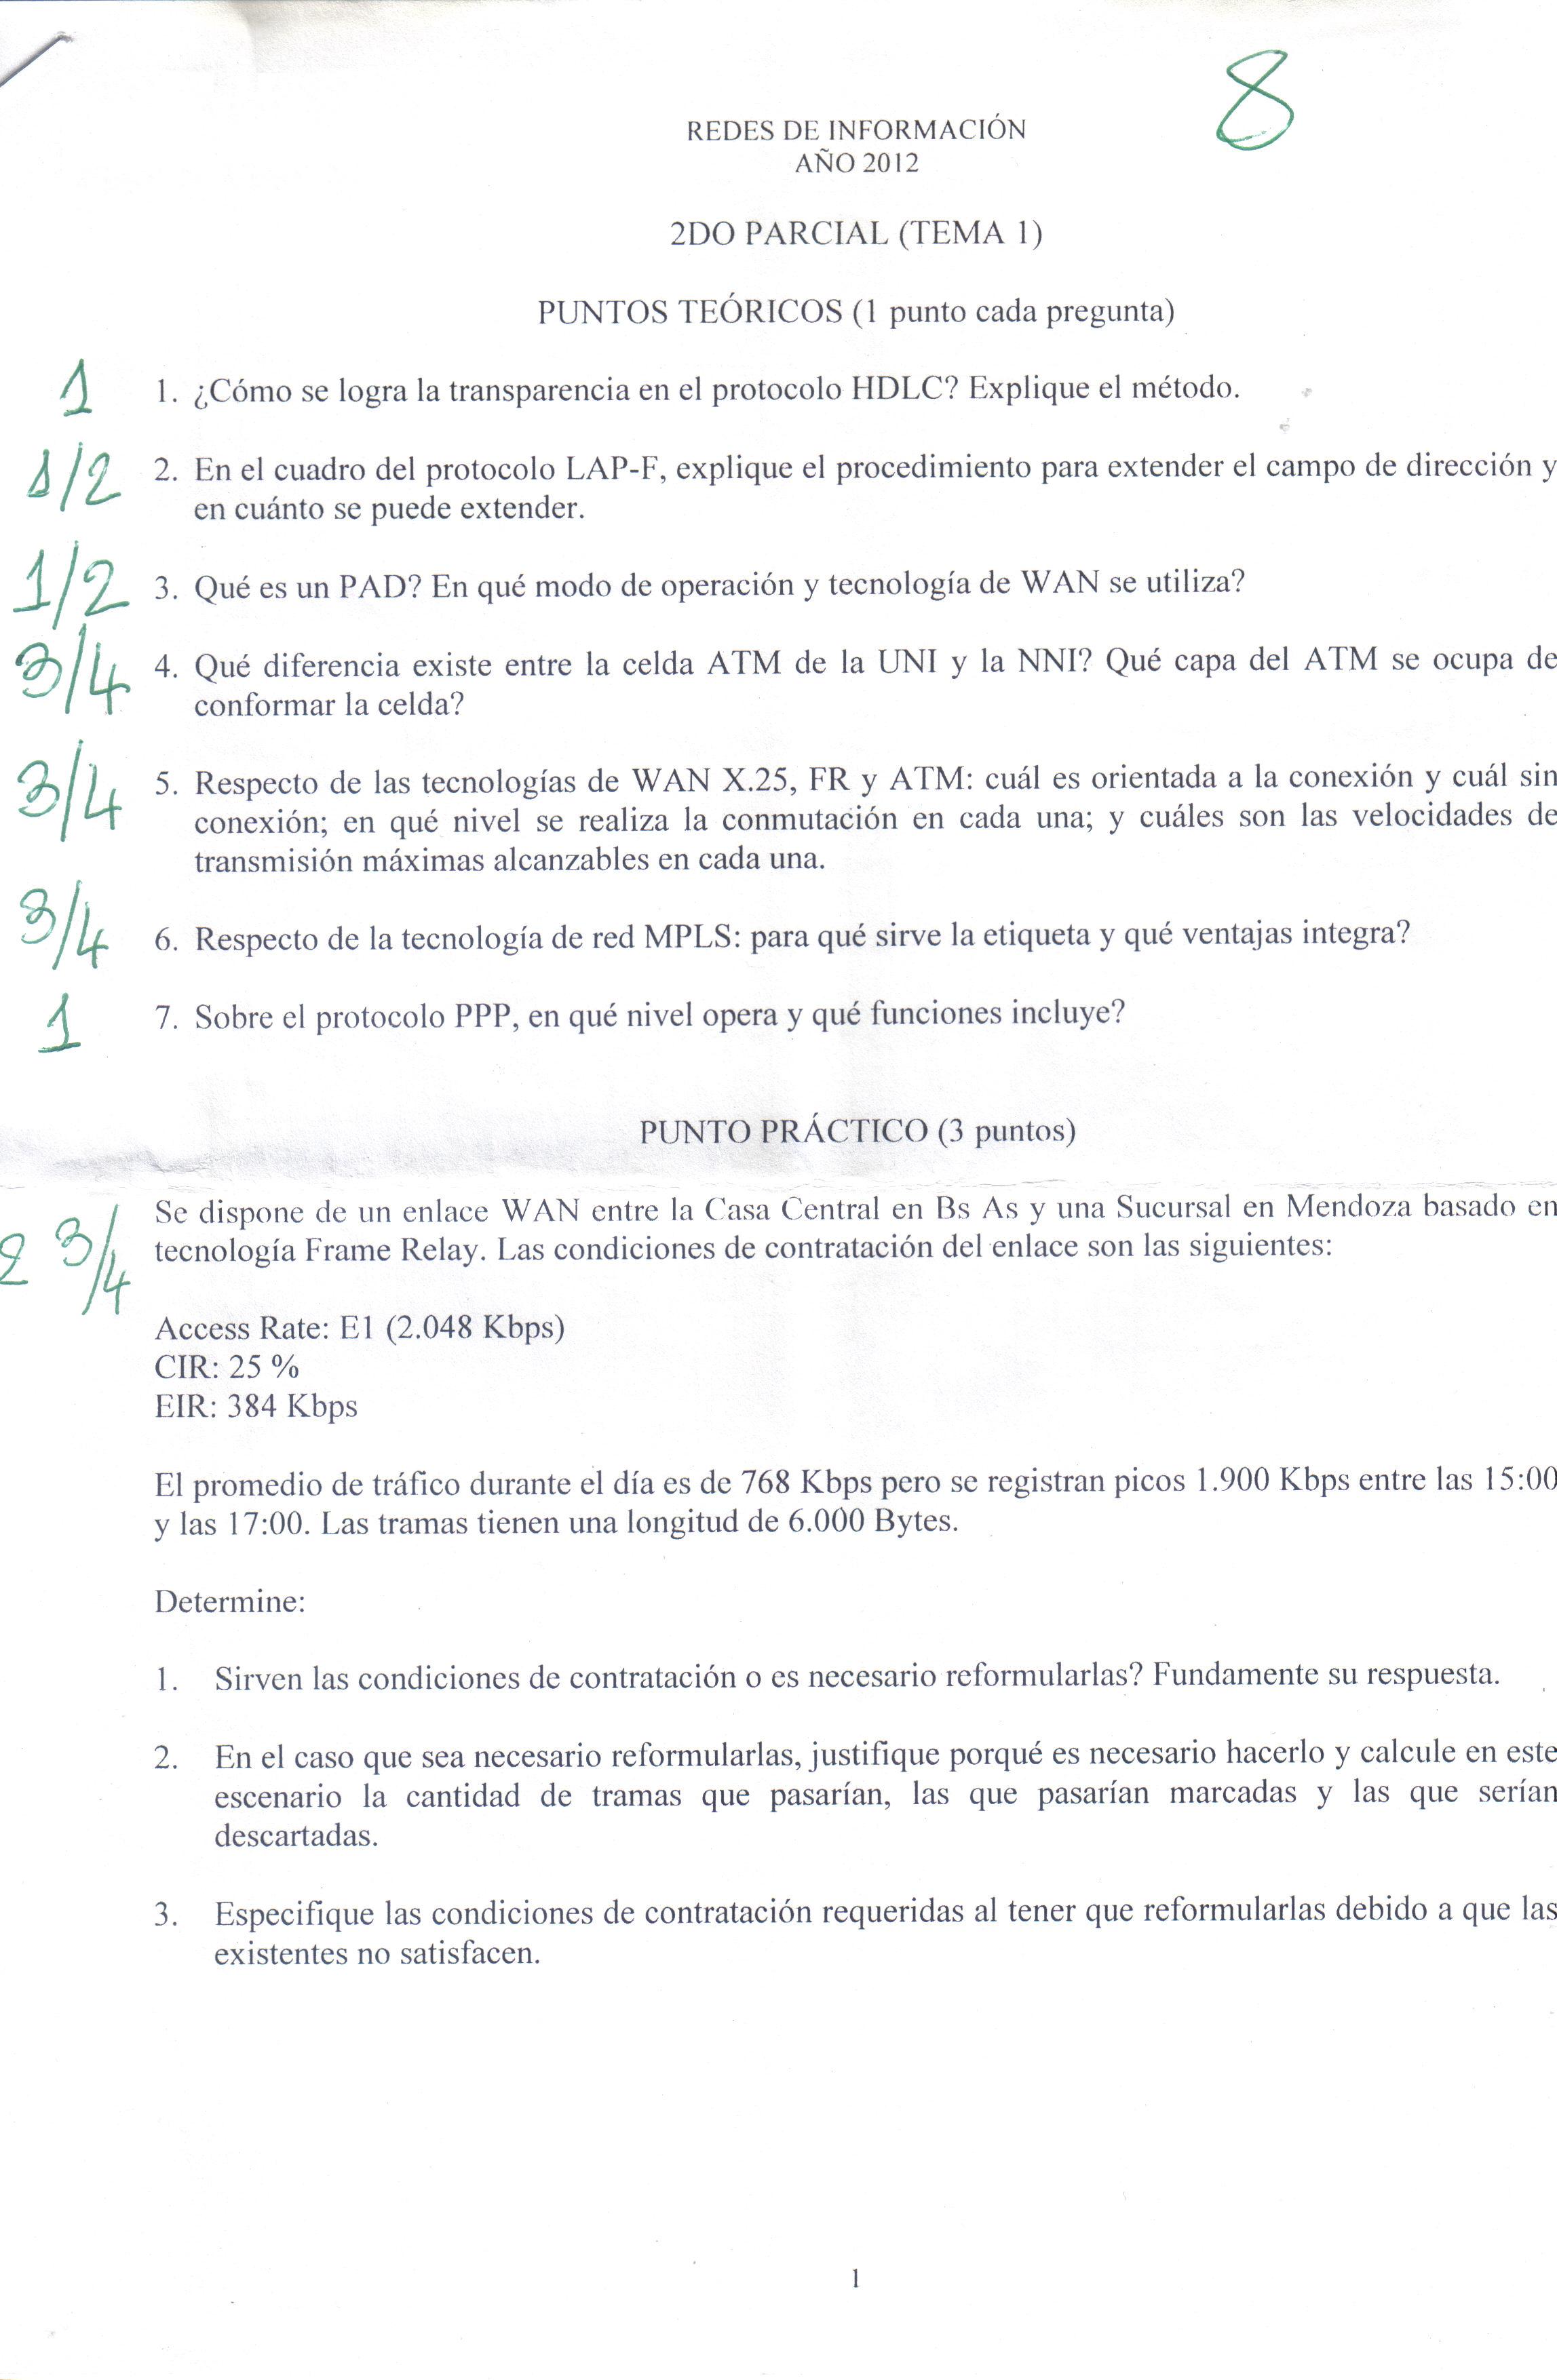 8
REDES DE INFORMACIÓN
AÑO 2012
2DO PARCIAL (TEMA 1)
PUNTOS TEÓRICOS (1 punto cada pregunta)
1 1. ¿Cómo se logra la transparencia en el protocolo HDLC? Explique el método.
1/2 2. En el cuadro del protocolo LAP-F, explique el procedimiento para extender el campo de dirección y
en cuánto se puede extender.
1/2 3. Qué es un PAD? En qué modo de operación y tecnología de WAN se utiliza?
3/4 4. Qué diferencia existe entre la celda ATM de la UNI y la NNI? Qué capa del ATM se ocupa de
conformar la celda?
3/4 5. Respecto de las tecnologías de WAN X.25, FR y ATM: cuál es orientada a la conexión y cuál sin
conexión; en qué nivel se realiza la conmutación en cada una; y cuáles son las velocidades de
transmisión máximas alcanzables en cada una.
3/4 6. Respecto de la tecnología de red MPLS: para qué sirve la etiqueta y qué ventajas integra?
1 7. Sobre el protocolo PPP, en qué nivel opera y qué funciones incluye?
PUNTO PRÁCTICO (3 puntos)
2 3/4 Se dispone de un enlace WAN entre la Casa Central en Bs As y una Sucursal en Mendoza basado en
tecnología Frame Relay. Las condiciones de contratación del enlace son las siguientes:
Access Rate: E1 (2.048 Kbps)
CIR: 25 %
EIR: 384 Kbps
El promedio de tráfico durante el día es de 768 Kbps pero se registran picos 1.900 Kbps entre las 15:00
y las 17:00. Las tramas tienen una longitud de 6.000 Bytes.
Determine:
1. Sirven las condiciones de contratación o es necesario reformularlas? Fundamente su respuesta.
2. En el caso que sea necesario reformularlas, justifique porqué es necesario hacerlo y calcule en este
escenario la cantidad de tramas que pasarían, las que pasarían marcadas y las que serían
descartadas.
3. Especifique las condiciones de contratación requeridas al tener que reformularlas debido a que las
existentes no satisfacen.
1